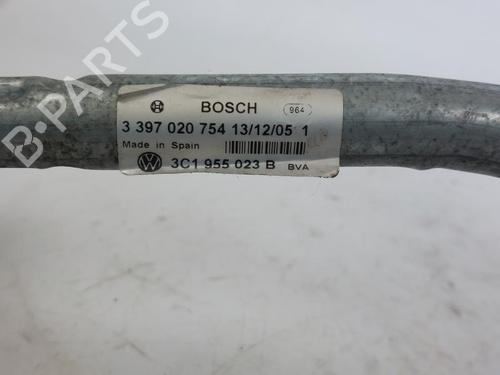 BOSCH 964
3 397 020 754 13/12/05 1
Made in Spain
3C1 955 023 B BVA
B-PARTS